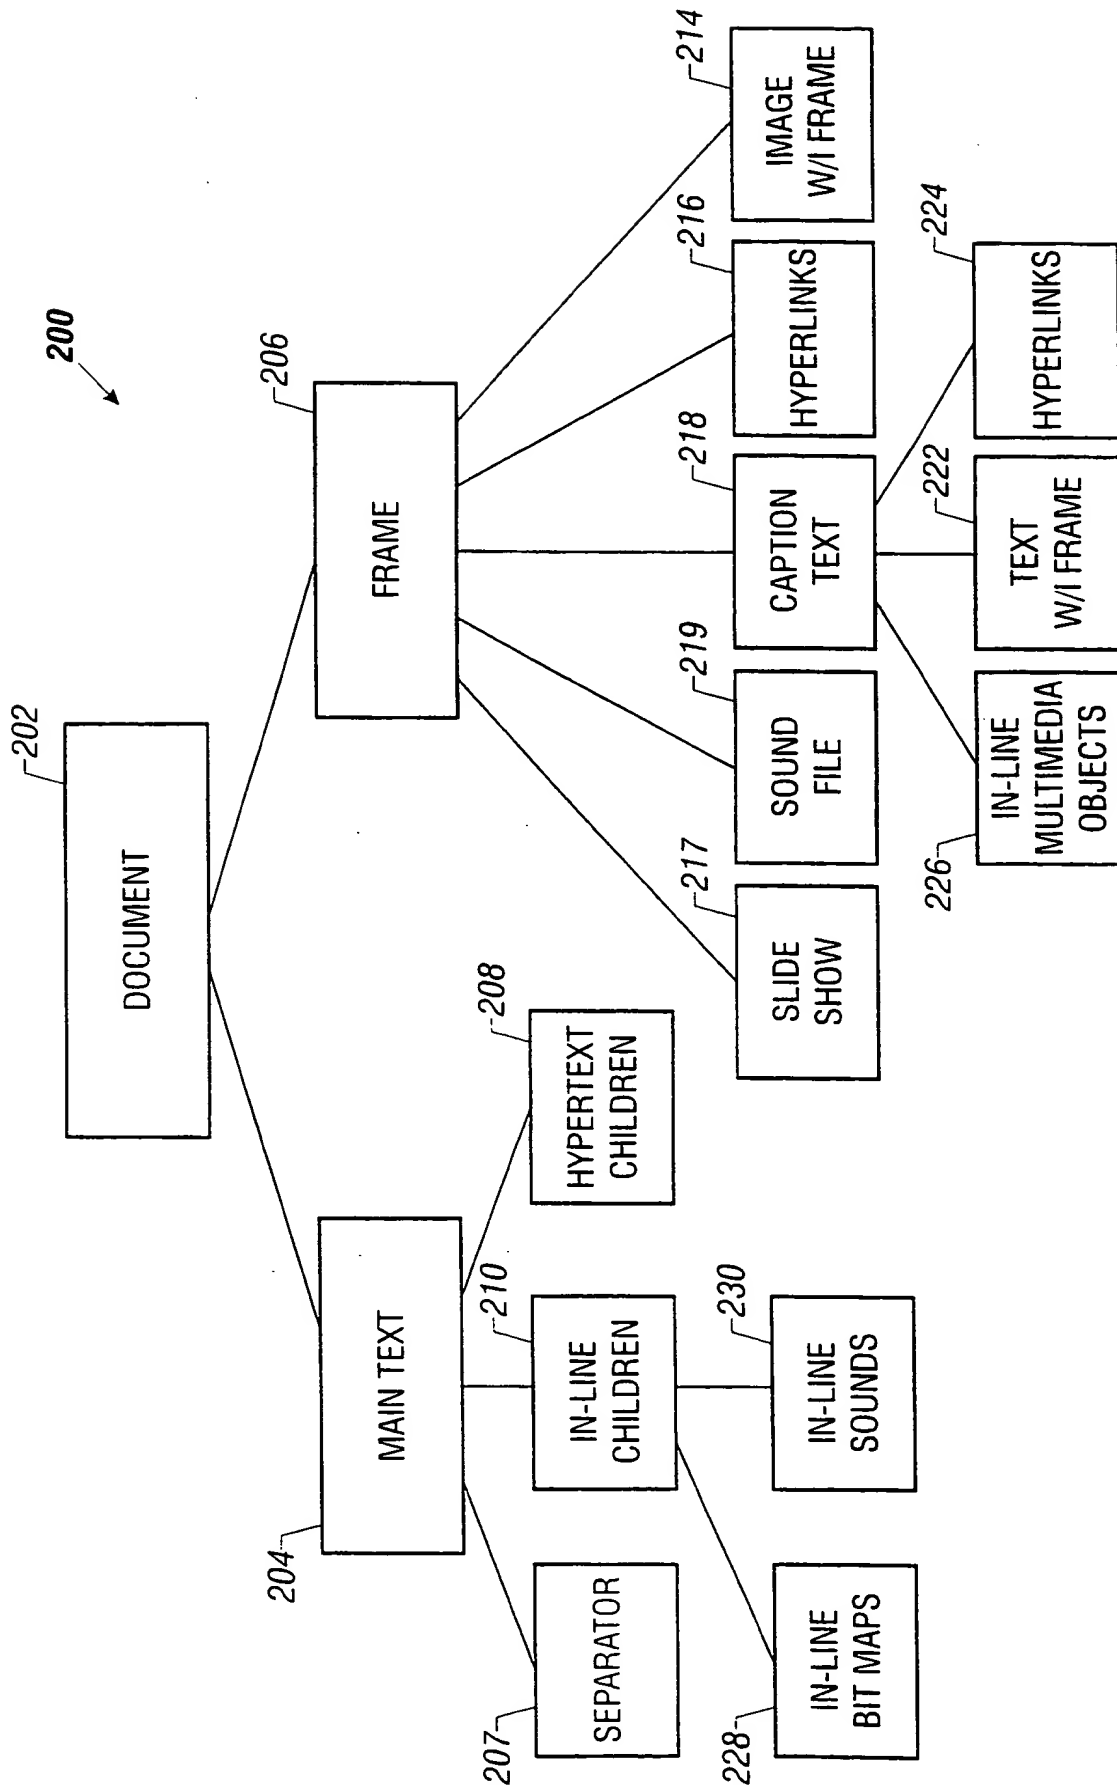 200
202
DOCUMENT
204
MAIN TEXT
206
FRAME
207
SEPARATOR
210
IN-LINE
CHILDREN
208
HYPERTEXT
CHILDREN
228
IN-LINE
BIT MAPS
230
IN-LINE
SOUNDS
217
SLIDE
SHOW
219
SOUND
FILE
218
CAPTION
TEXT
216
HYPERLINKS
214
IMAGE
W/I FRAME
226
IN-LINE
MULTIMEDIA
OBJECTS
222
TEXT
W/I FRAME
224
HYPERLINKS